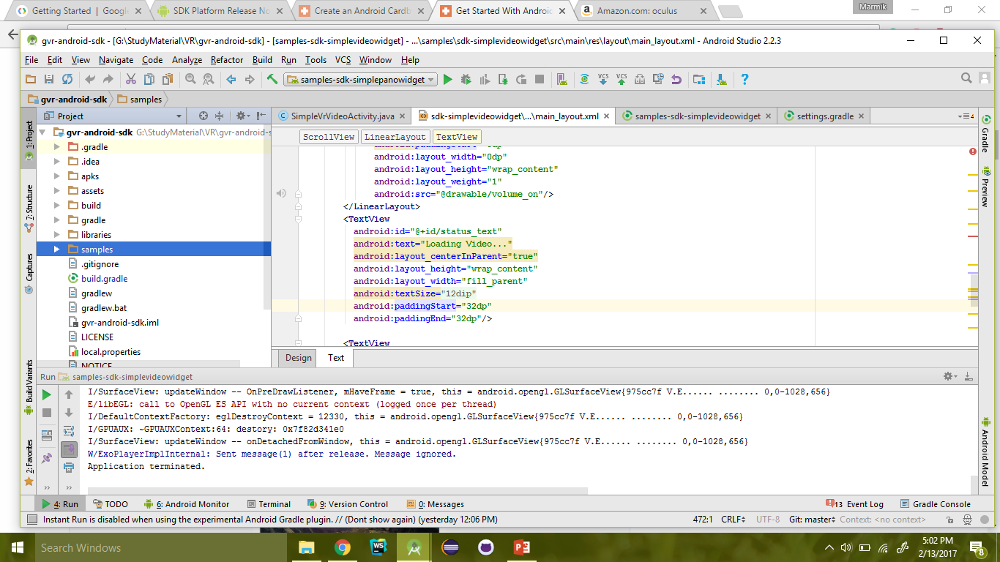 Getting Started | Goog
SDK Platform Release No
Create an Android Cardb
Get Started With Android
Amazon.com: oculus
Marmik
gvr-android-sdk - [G:\StudyMaterial\VR\gvr-android-sdk] - [samples-sdk-simplevideowidget] - ...\samples\sdk-simplevideowidget\src\main\res\layout\main_layout.xml - Android Studio 2.2.3
File Edit View Navigate Code Analyze Refactor Build Run Tools VCS Window Help
samples-sdk-simplepanowidget
VCS VCS ?
gvr-android-sdk samples
Project
SimpleVrVideoActivity.java
sdk-simplevideowidget\...\main_layout.xml
samples-sdk-simplevideowidget
settings.gradle
4
ScrollView LinearLayout TextView
gvr-android-sdk G:\StudyMaterial\VR\gvr-android-s
.gradle
.idea
apks
assets
build
gradle
libraries
samples
.gitignore
build.gradle
gradlew
gradlew.bat
gvr-android-sdk.iml
LICENSE
local.properties
NOTICE
android:layout_width="0dp"
android:layout_height="wrap_content"
android:layout_weight="1"
android:src="@drawable/volume_on"/>
</LinearLayout>
<TextView
android:id="@+id/status_text"
android:text="Loading Video..."
android:layout_centerInParent="true"
android:layout_height="wrap_content"
android:layout_width="fill_parent"
android:textSize="12dip"
android:paddingStart="32dp"
android:paddingEnd="32dp"/>
<TextView
Design Text
1: Project
7: Structure
Captures
Build Variants
2: Favorites
Gradle
Preview
Android Model
Run samples-sdk-simplevideowidget
I/SurfaceView: updateWindow -- OnPreDrawListener, mHaveFrame = true, this = android.opengl.GLSurfaceView{975cc7f V.E...... ........ 0,0-1028,656}
E/libEGL: call to OpenGL ES API with no current context (logged once per thread)
I/DefaultContextFactory: eglDestroyContext = 12330, this = android.opengl.GLSurfaceView{975cc7f V.E...... ........ 0,0-1028,656}
I/GPUAUX: ~GPUAUXContext:64: destory: 0x7f82d341e0
I/SurfaceView: updateWindow -- onDetachedFromWindow, this = android.opengl.GLSurfaceView{975cc7f V.E...... ........ 0,0-1028,656}
W/ExoPlayerImplInternal: Sent message(1) after release. Message ignored.
Application terminated.
4: Run TODO 6: Android Monitor Terminal 9: Version Control 0: Messages
13 Event Log Gradle Console
Instant Run is disabled when using the experimental Android Gradle plugin. // (Dont show again) (yesterday 12:06 PM)
472:1 CRLF UTF-8 Git: master Context: <no context>
Search Windows
WS
5:02 PM
2/13/2017
8